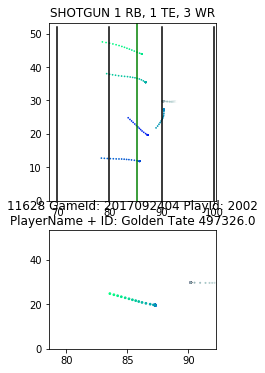 SHOTGUN 1 RB, 1 TE, 3 WR
50
40
30
20
10
0
70 80 90 100
11628 GameId: 2017092404 PlayId: 2002
PlayerName + ID: Golden Tate 497326.0
40
20
0
80 85 90